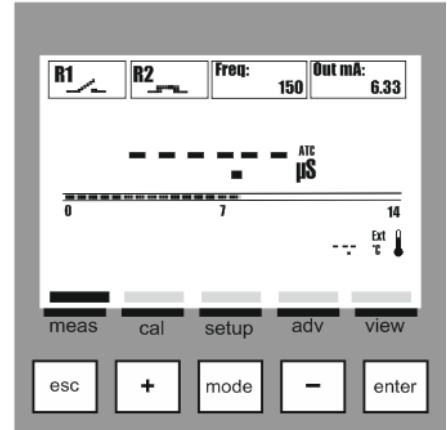 R1 R2 Freq: 150 Out mA: 6.33
------ ATC
. µS
0 7 14
Ext
--.- °C
meas cal setup adv view
esc + mode - enter